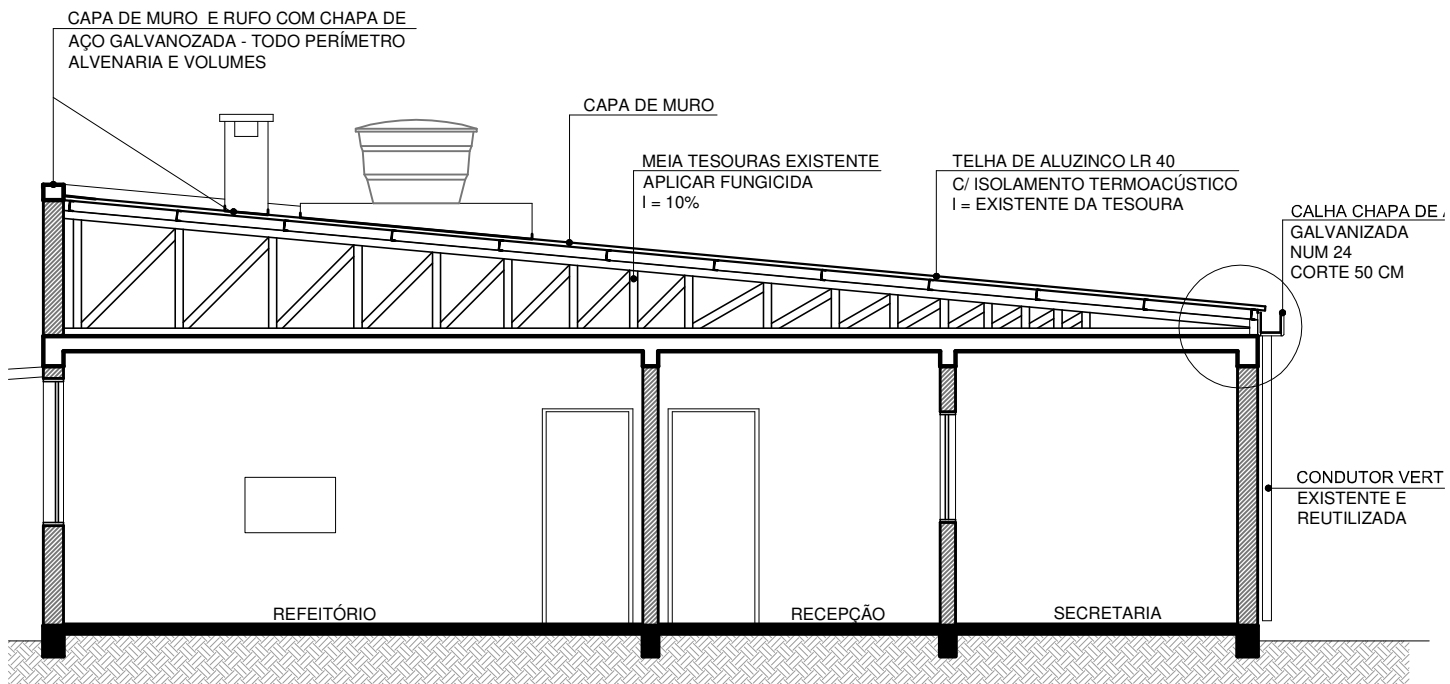 CAPA DE MURO E RUFO COM CHAPA DE
AÇO GALVANOZADA - TODO PERÍMETRO
ALVENARIA E VOLUMES
CAPA DE MURO
MEIA TESOURAS EXISTENTE
APLICAR FUNGICIDA
I = 10%
TELHA DE ALUZINCO LR 40
C/ ISOLAMENTO TERMOACÚSTICO
I = EXISTENTE DA TESOURA
CALHA CHAPA DE
GALVANIZADA
NUM 24
CORTE 50 CM
CONDUTOR VERT
EXISTENTE E
REUTILIZADA
REFEITÓRIO
RECEPÇÃO
SECRETARIA